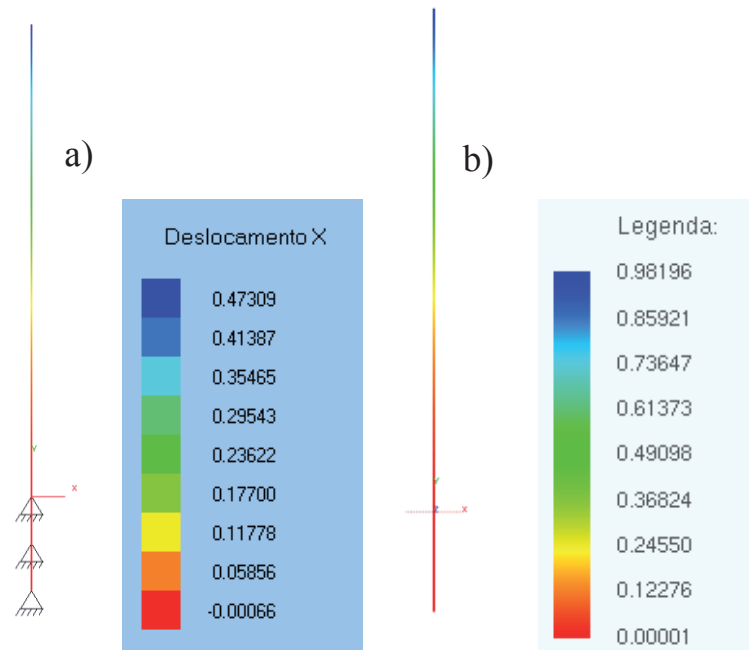 a)
Y
X
Deslocamento X
0.47309
0.41387
0.35465
0.29543
0.23622
0.17700
0.11778
0.05856
-0.00066
b)
Y
Z
X
Legenda:
0.98196
0.85921
0.73647
0.61373
0.49098
0.36824
0.24550
0.12276
0.00001